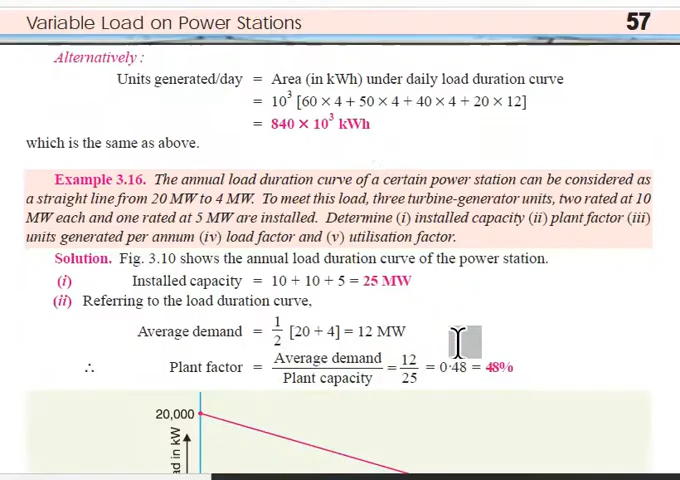 Variable Load on Power Stations 57
Alternatively :
Units generated/day = Area (in kWh) under daily load duration curve
= 10³ [60 × 4 + 50 × 4 + 40 × 4 + 20 × 12]
= 840 × 10³ kWh
which is the same as above.
Example 3.16. The annual load duration curve of a certain power station can be considered as
a straight line from 20 MW to 4 MW. To meet this load, three turbine-generator units, two rated at 10
MW each and one rated at 5 MW are installed. Determine (i) installed capacity (ii) plant factor (iii)
units generated per annum (iv) load factor and (v) utilisation factor.
Solution. Fig. 3.10 shows the annual load duration curve of the power station.
(i) Installed capacity = 10 + 10 + 5 = 25 MW
(ii) Referring to the load duration curve,
Average demand = 1/2 [20 + 4] = 12 MW
∴ Plant factor = Average demand/Plant capacity = 12/25 = 0·48 = 48%
20,000
in kW